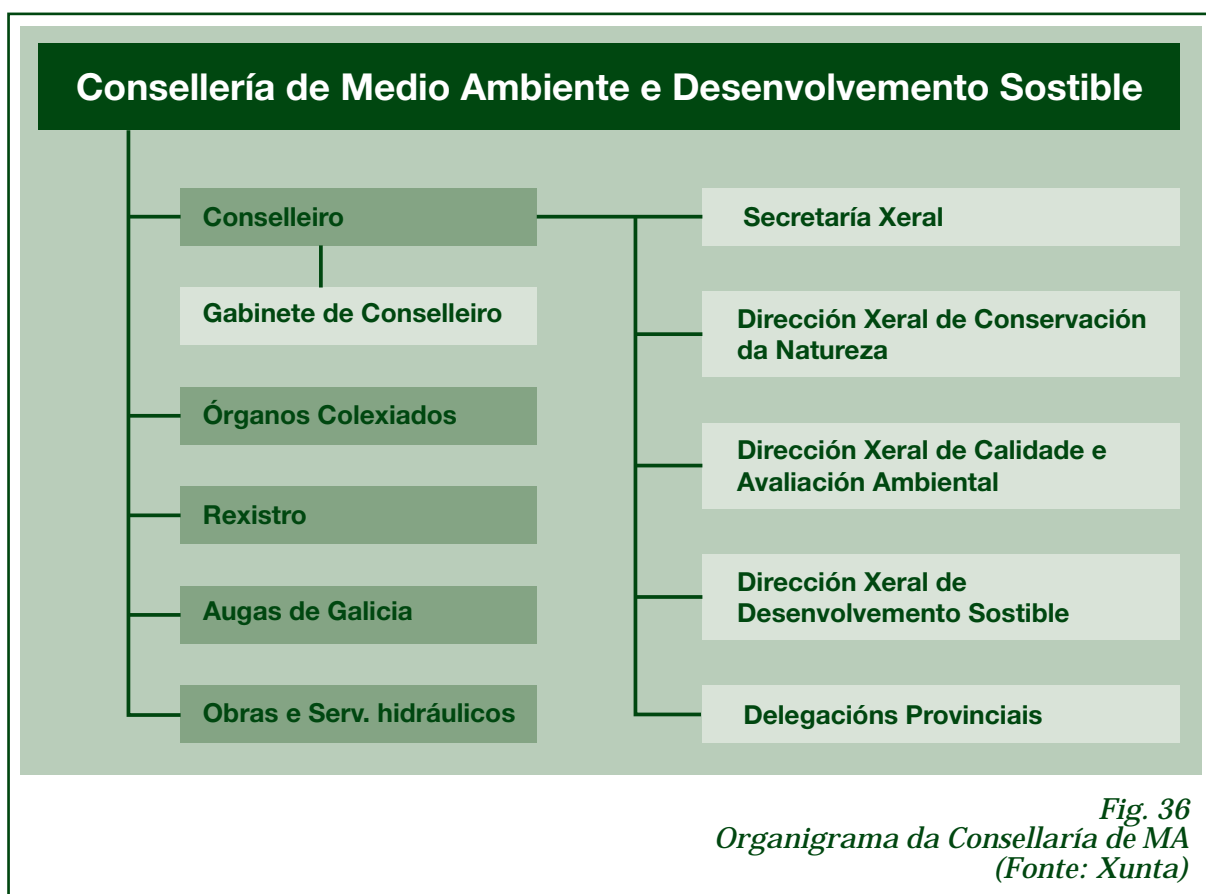 Consellería de Medio Ambiente e Desenvolvemento Sostible
Conselleiro
Gabinete de Conselleiro
Órganos Colexiados
Rexistro
Augas de Galicia
Obras e Serv. hidráulicos
Secretaría Xeral
Dirección Xeral de Conservación
da Natureza
Dirección Xeral de Calidade e
Avaliación Ambiental
Dirección Xeral de
Desenvolvemento Sostible
Delegacións Provinciais
Fig. 36
Organigrama da Consellaría de MA
(Fonte: Xunta)